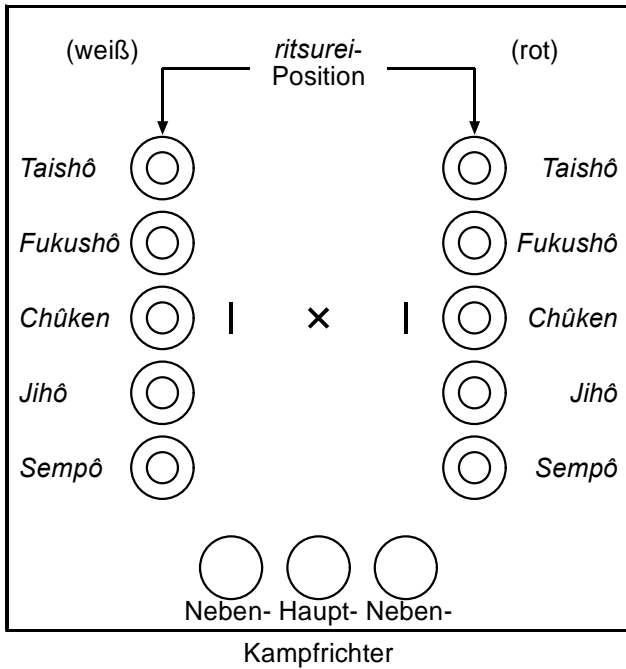 (weiß) ritsurei- (rot)
Position
Taishô Taishô
Fukushô Fukushô
Chûken Chûken
Jihô Jihô
Sempô Sempô
Neben- Haupt- Neben-
Kampfrichter